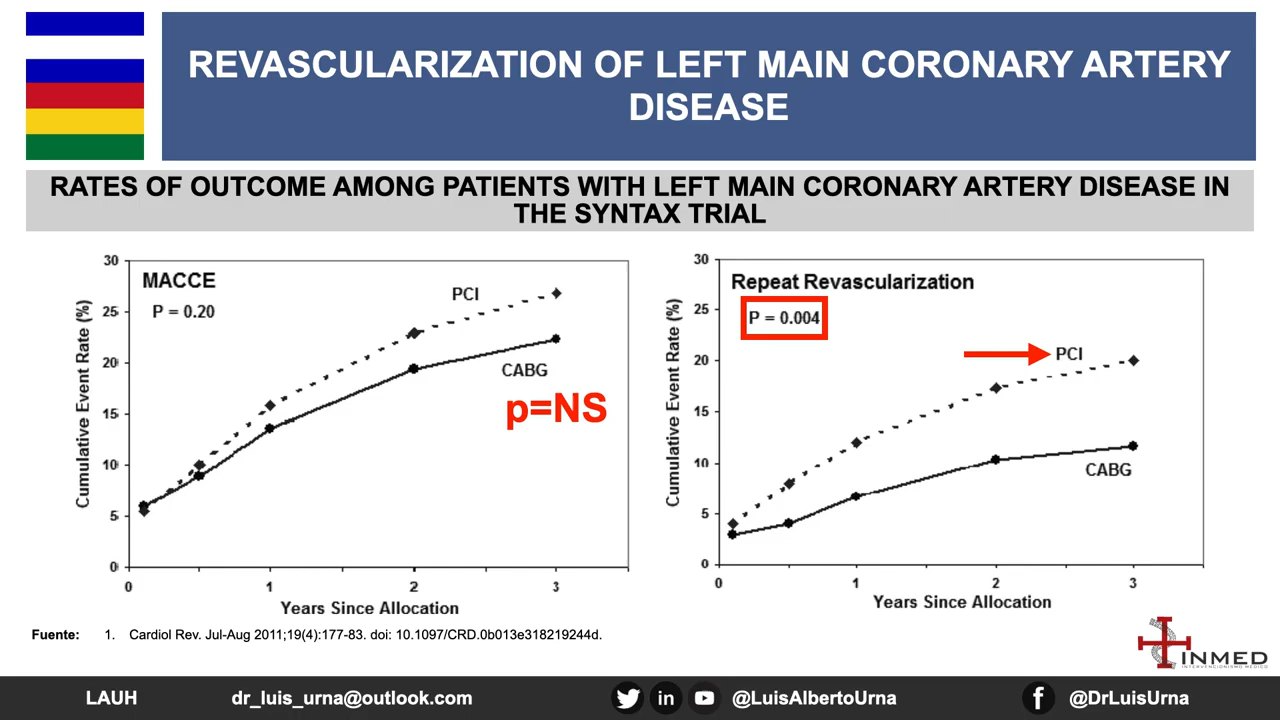 REVASCULARIZATION OF LEFT MAIN CORONARY ARTERY
DISEASE
RATES OF OUTCOME AMONG PATIENTS WITH LEFT MAIN CORONARY ARTERY DISEASE IN
THE SYNTAX TRIAL
MACCE
P = 0.20
PCI
CABG
p=NS
Cumulative Event Rate (%)
30
25
20
15
10
5
0
0 1 2 3
Years Since Allocation
Repeat Revascularization
P = 0.004
PCI
CABG
Cumulative Event Rate (%)
30
25
20
15
10
5
0
0 1 2 3
Years Since Allocation
Fuente: 1. Cardiol Rev. Jul-Aug 2011;19(4):177-83. doi: 10.1097/CRD.0b013e318219244d.
INMED
INTERVENCIONISMO MÉDICO
LAUH dr_luis_urna@outlook.com in @LuisAlbertoUrna f @DrLuisUrna